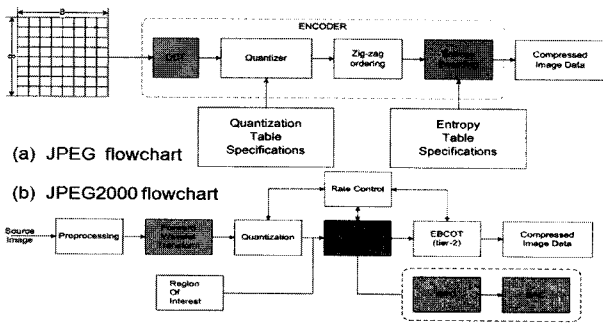 8
8
ENCODER
DCT
Quantizer
Zig-zag
ordering
Compressed
Image Data
Quantization
Table
Specifications
Entropy
Table
Specifications
(a) JPEG flowchart
(b) JPEG2000 flowchart
Rate Control
Source
Image
Preprocessing
Quantization
EBCOT
(tier-2)
Compressed
Image Data
Region
Of
Interest